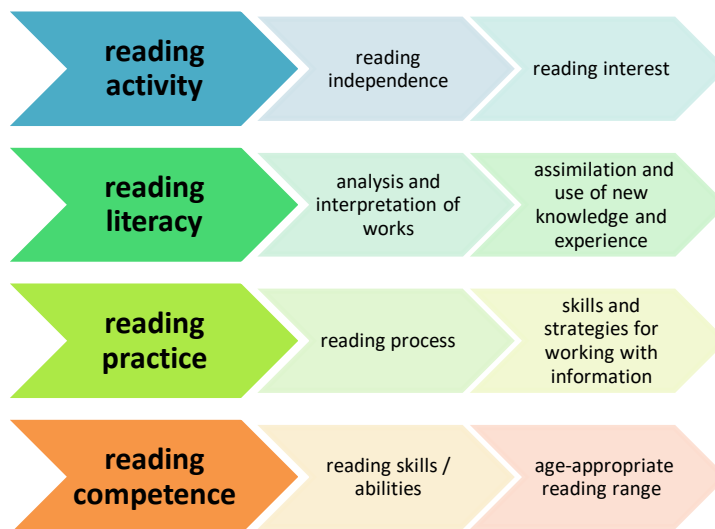 reading
activity
reading
independence
reading interest
reading
literacy
analysis and
interpretation of
works
assimilation and
use of new
knowledge and
experience
reading
practice
reading process
skills and
strategies for
working with
information
reading
competence
reading skills /
abilities
age-appropriate
reading range